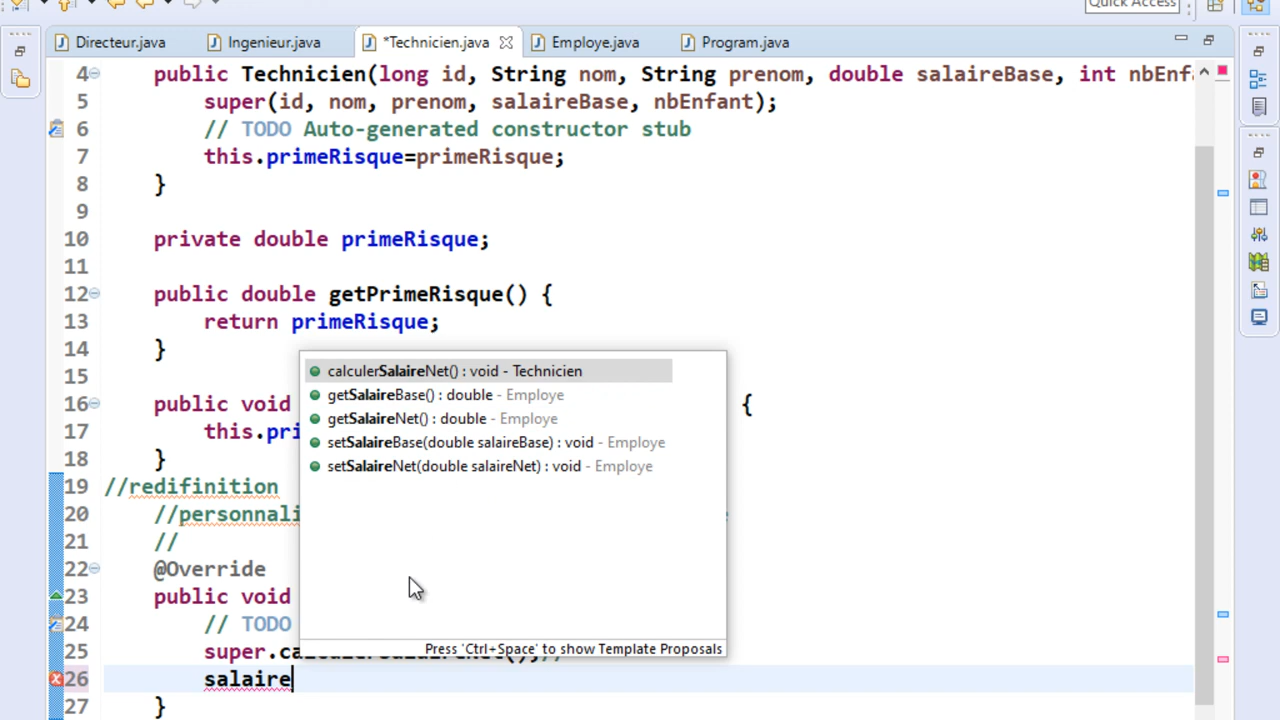 Quick Access
Directeur.java
Ingenieur.java
*Technicien.java
Employe.java
Program.java
4 public Technicien(long id, String nom, String prenom, double salaireBase, int nbEnfa
5 super(id, nom, prenom, salaireBase, nbEnfant);
6 // TODO Auto-generated constructor stub
7 this.primeRisque=primeRisque;
8 }
9
10 private double primeRisque;
11
12 public double getPrimeRisque() {
13 return primeRisque;
14 }
15
16 public void {
17 this.pri
18 }
19 //redifinition
20 //personnali
21 //
22 @Override
23 public void
24 // TODO
25 super.calculerSalaireNet();//
26 salaire
27 }
calculerSalaireNet() : void - Technicien
getSalaireBase() : double - Employe
getSalaireNet() : double - Employe
setSalaireBase(double salaireBase) : void - Employe
setSalaireNet(double salaireNet) : void - Employe
Press 'Ctrl+Space' to show Template Proposals